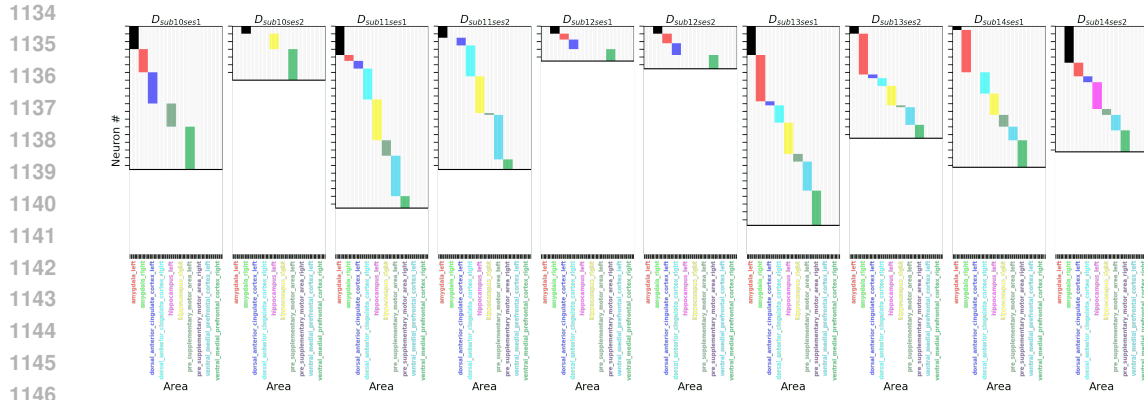 1134
1135
1136
1137
1138
1139
1140
1141
1142
1143
1144
1145
1146
D_sub10ses1 D_sub10ses2 D_sub11ses1 D_sub11ses2 D_sub12ses1 D_sub12ses2 D_sub13ses1 D_sub13ses2 D_sub14ses1 D_sub14ses2
Neuron #
amygdala_left
amygdala_right
dorsal_anterior_cingulate_cortex_left
dorsal_anterior_cingulate_cortex_right
hippocampus_left
hippocampus_right
pre_supplementary_motor_area_left
pre_supplementary_motor_area_right
ventral_medial_prefrontal_cortex_left
ventral_medial_prefrontal_cortex_right
Area Area Area Area Area Area Area Area Area Area